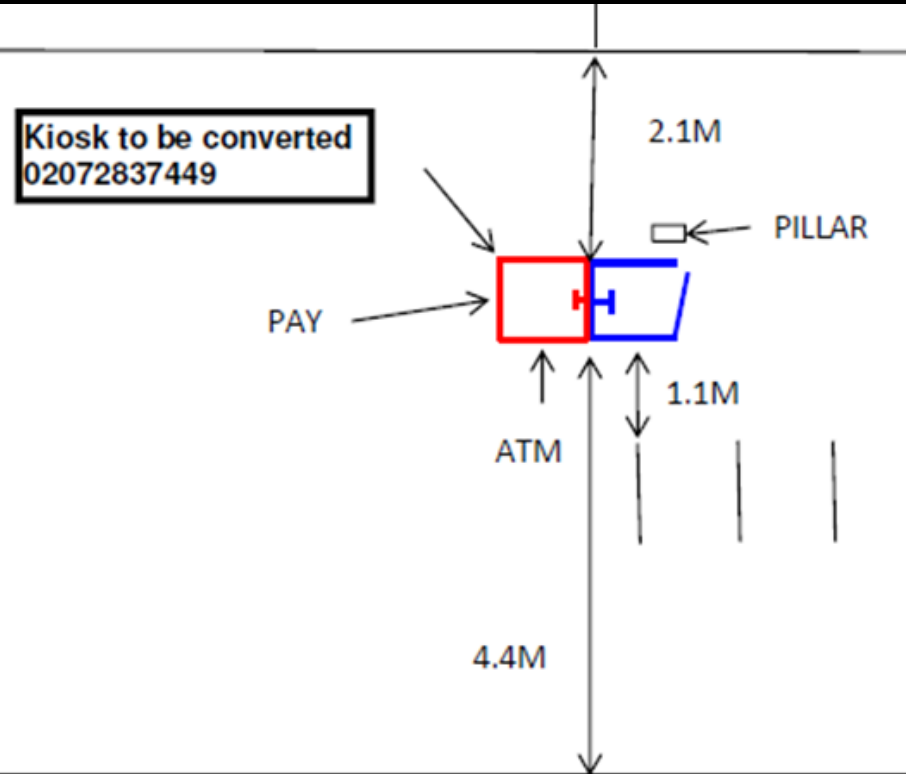 Kiosk to be converted
02072837449
2.1M
PILLAR
PAY
1.1M
ATM
4.4M